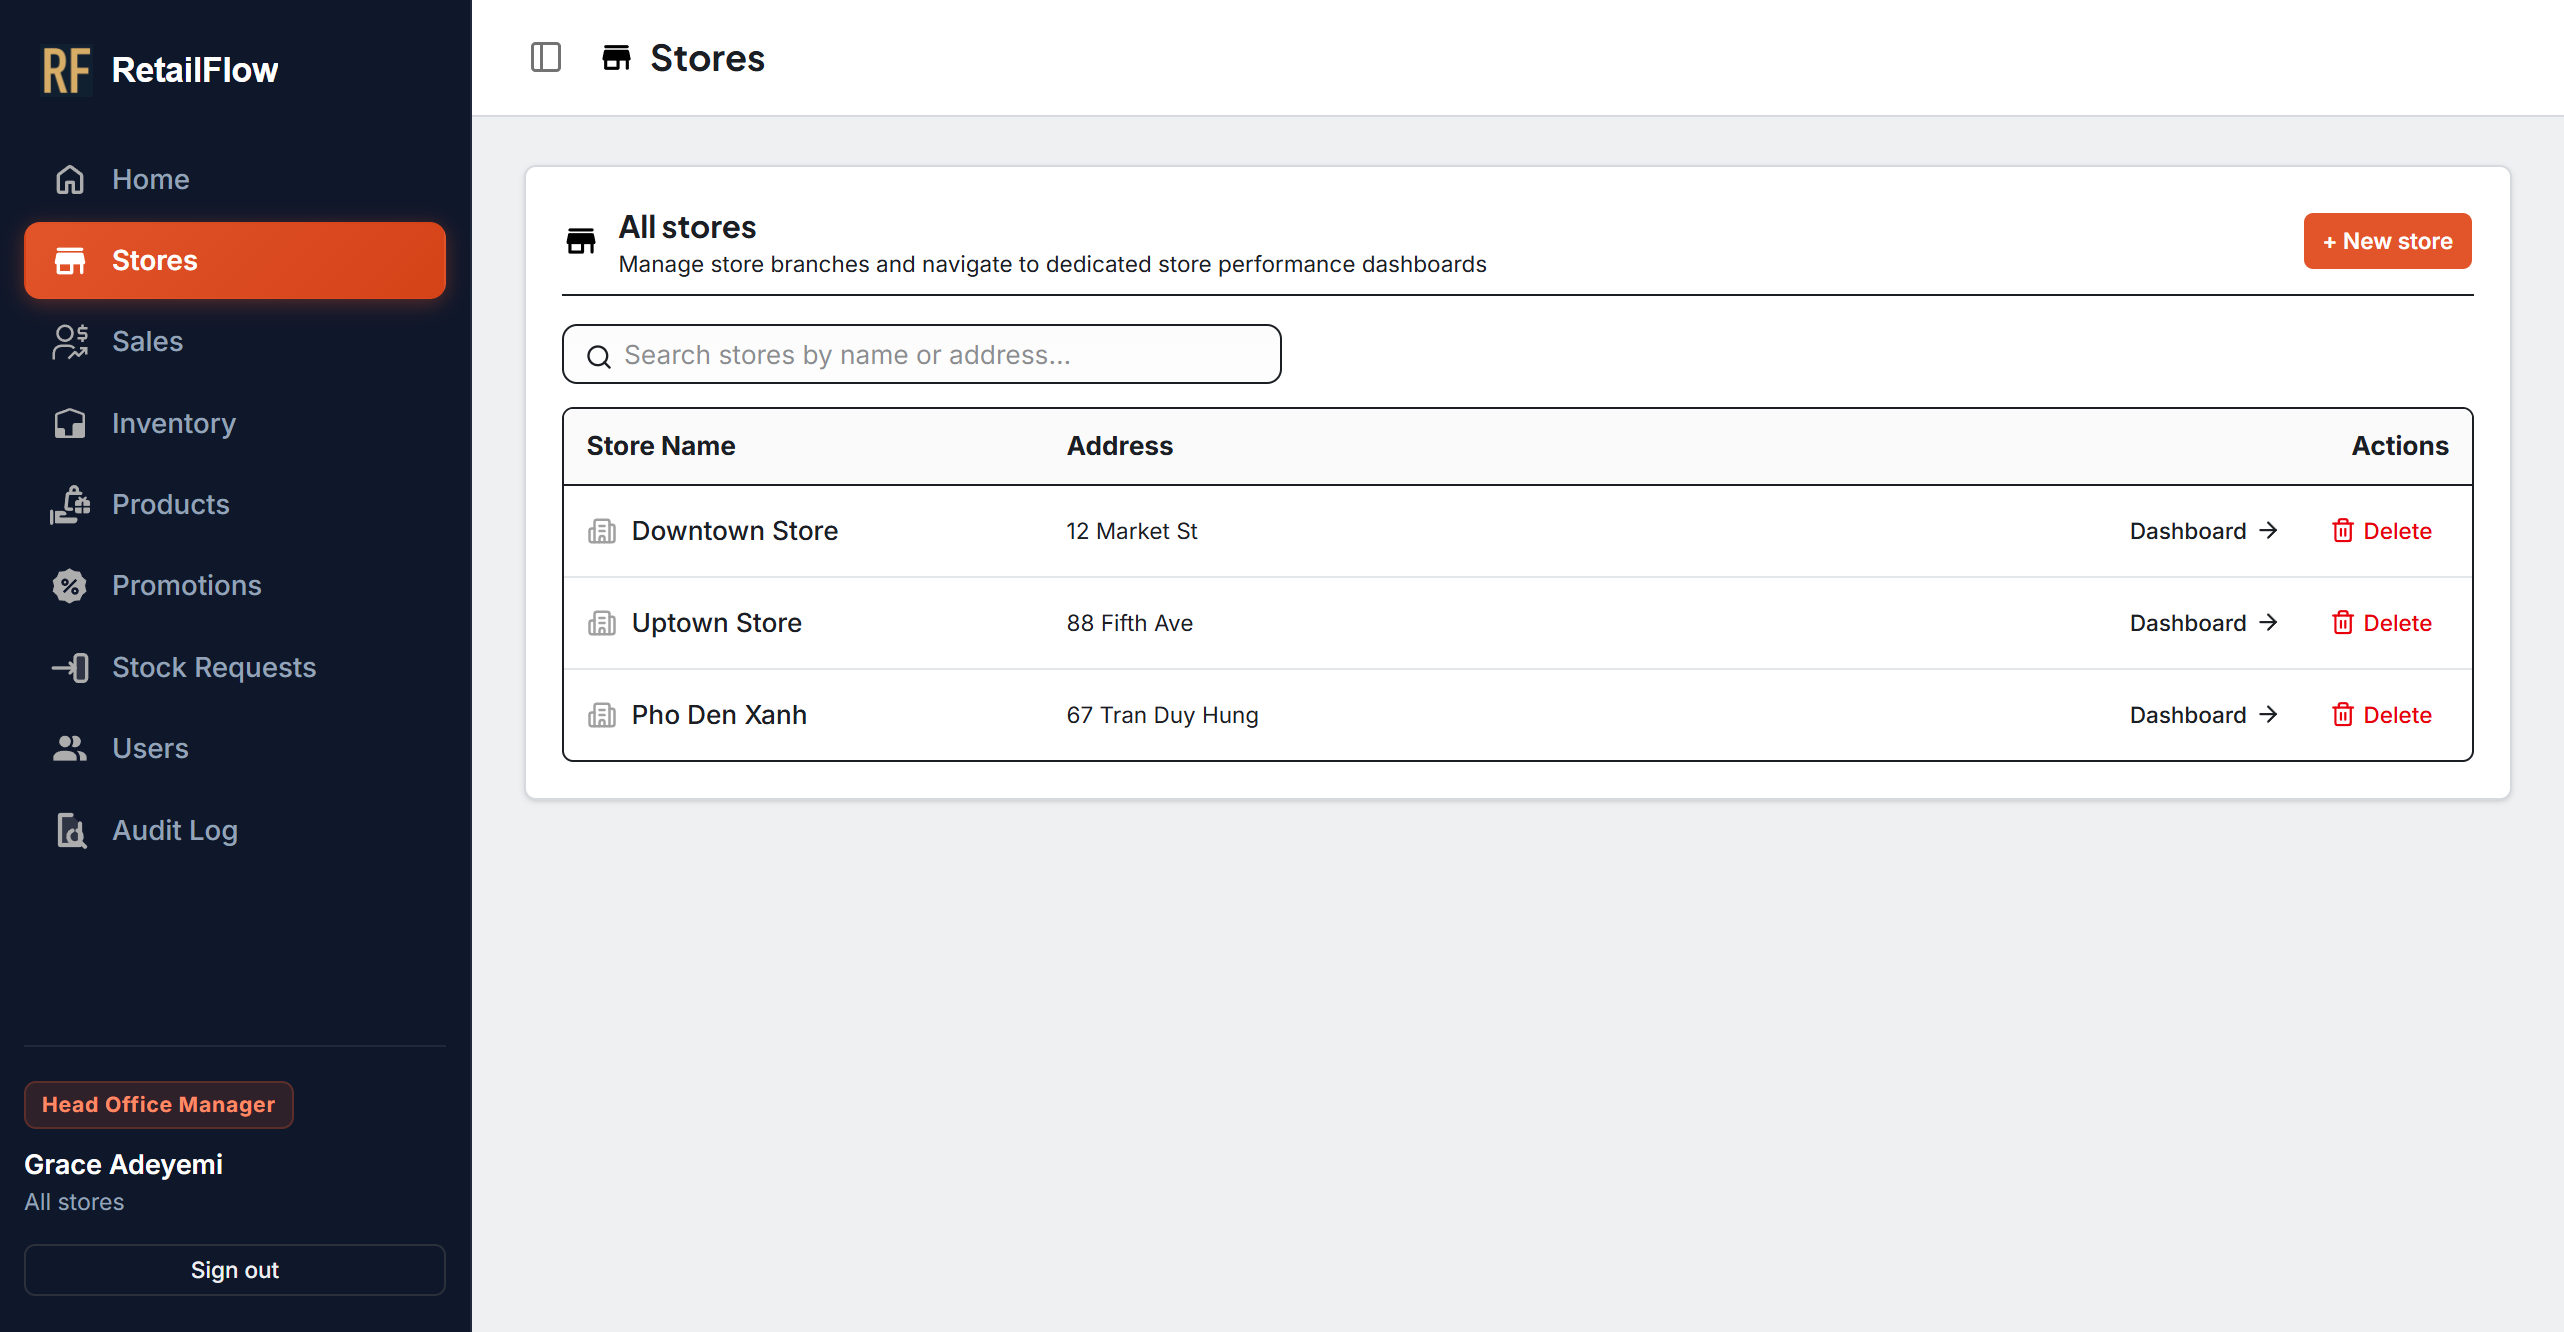 RF RetailFlow
Home
Stores
Sales
Inventory
Products
Promotions
Stock Requests
Users
Audit Log
Head Office Manager
Grace Adeyemi
All stores
Sign out
Stores
All stores
Manage store branches and navigate to dedicated store performance dashboards
+ New store
Search stores by name or address...
Store Name Address Actions
Downtown Store 12 Market St Dashboard → Delete
Uptown Store 88 Fifth Ave Dashboard → Delete
Pho Den Xanh 67 Tran Duy Hung Dashboard → Delete